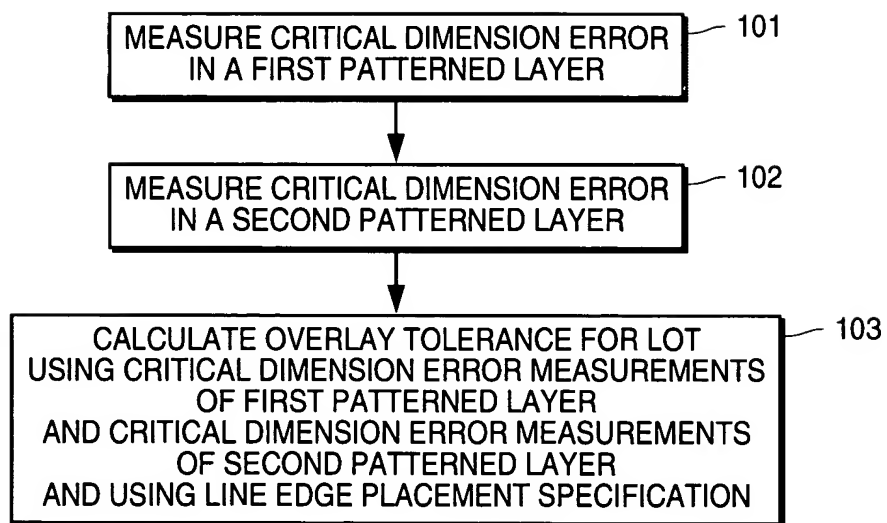 MEASURE CRITICAL DIMENSION ERROR
IN A FIRST PATTERNED LAYER
101
MEASURE CRITICAL DIMENSION ERROR
IN A SECOND PATTERNED LAYER
102
CALCULATE OVERLAY TOLERANCE FOR LOT
USING CRITICAL DIMENSION ERROR MEASUREMENTS
OF FIRST PATTERNED LAYER
AND CRITICAL DIMENSION ERROR MEASUREMENTS
OF SECOND PATTERNED LAYER
AND USING LINE EDGE PLACEMENT SPECIFICATION
103